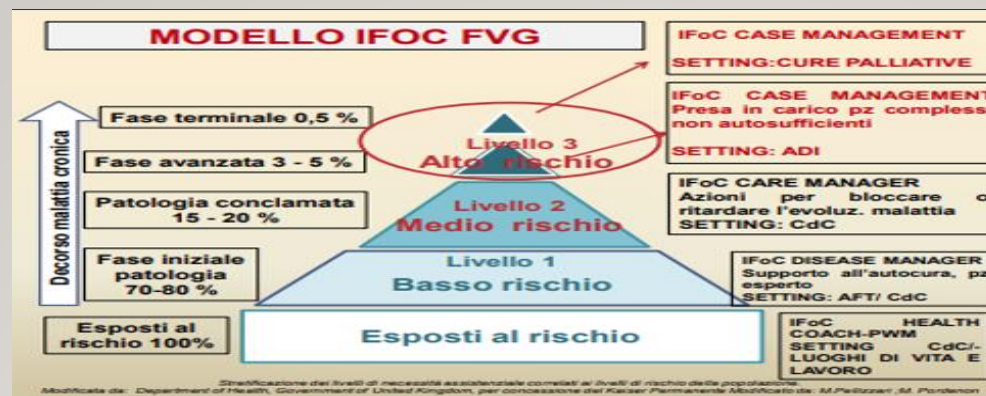 MODELLO IFOC FVG
IFoC CASE MANAGEMENT
SETTING:CURE PALLIATIVE
IFoC CASE MANAGEMENT
Presa in carico pz compless
non autosufficienti
SETTING: ADI
IFoC CARE MANAGER
Azioni per bloccare o
ritardare l'evoluz. malattia
SETTING: CdC
IFoC DISEASE MANAGER
Supporto all'autocura, pz
esperto
SETTING: AFT/ CdC
IFoC HEALTH
COACH-PWM
SETTING CdC/-
LUOGHI DI VITA E
LAVORO
Decorso malattia cronica
Fase terminale 0,5 %
Fase avanzata 3 - 5 %
Patologia conclamata
15 - 20 %
Fase iniziale
patologia
70-80 %
Esposti al
rischio 100%
Livello 3
Alto rischio
Livello 2
Medio rischio
Livello 1
Basso rischio
Esposti al rischio
Stratificazione dei livelli di necessità assistenziale correlati ai livelli di rischio della popolazione.
Modificata da: Department of Health, Government of United Kingdom, per concessione del Kaiser Permanente Modificato da: M.Pellizzari ,M. Pordenon